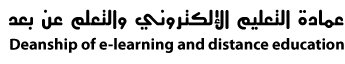 عمادة التعليم الإلكتروني والتعلم عن بعد
Deanship of e-learning and distance education